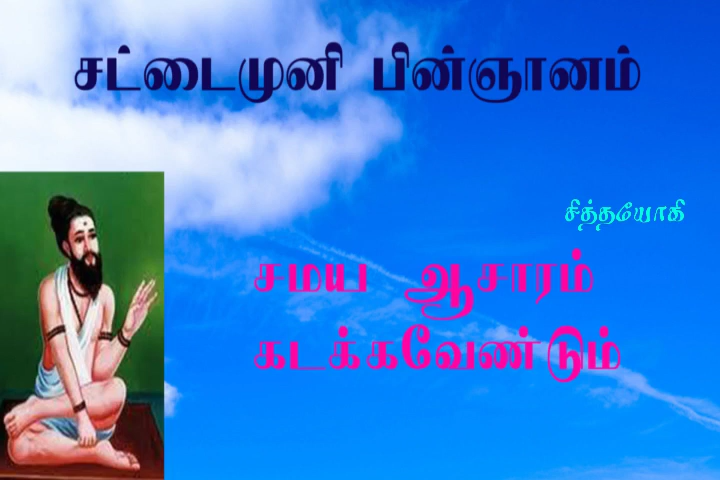 சட்டைமுனி பின்ஞானம்
சித்தயோகி
சமய ஆசாரம்
கடக்கவேண்டும்